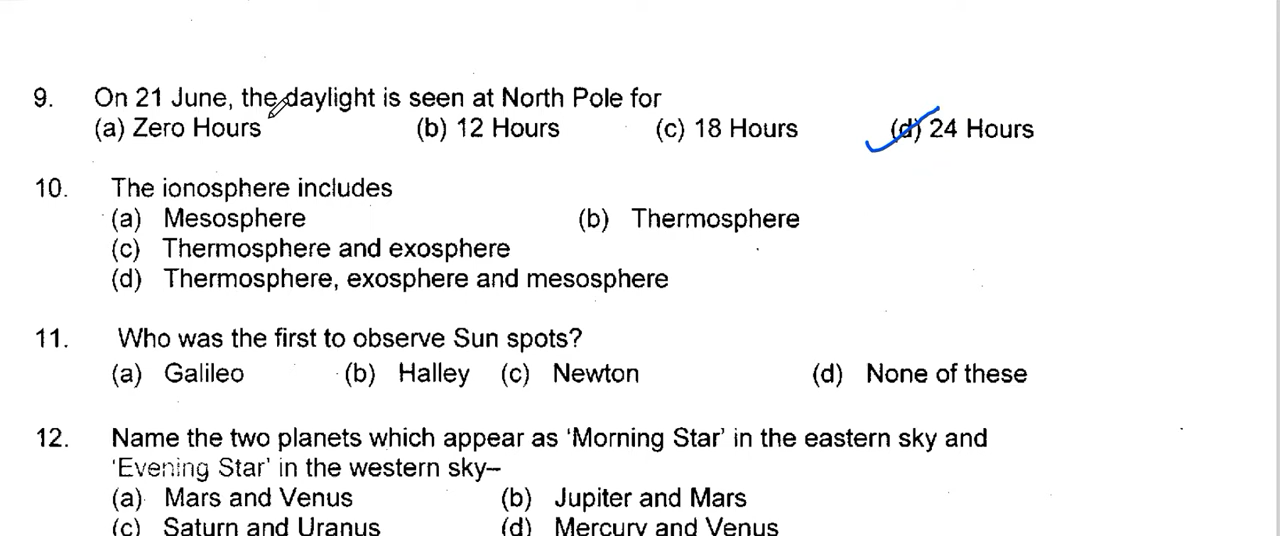 9. On 21 June, the daylight is seen at North Pole for
(a) Zero Hours (b) 12 Hours (c) 18 Hours (d) 24 Hours
10. The ionosphere includes
(a) Mesosphere (b) Thermosphere
(c) Thermosphere and exosphere
(d) Thermosphere, exosphere and mesosphere
11. Who was the first to observe Sun spots?
(a) Galileo (b) Halley (c) Newton (d) None of these
12. Name the two planets which appear as 'Morning Star' in the eastern sky and
'Evening Star' in the western sky–
(a) Mars and Venus (b) Jupiter and Mars
(c) Saturn and Uranus (d) Mercury and Venus